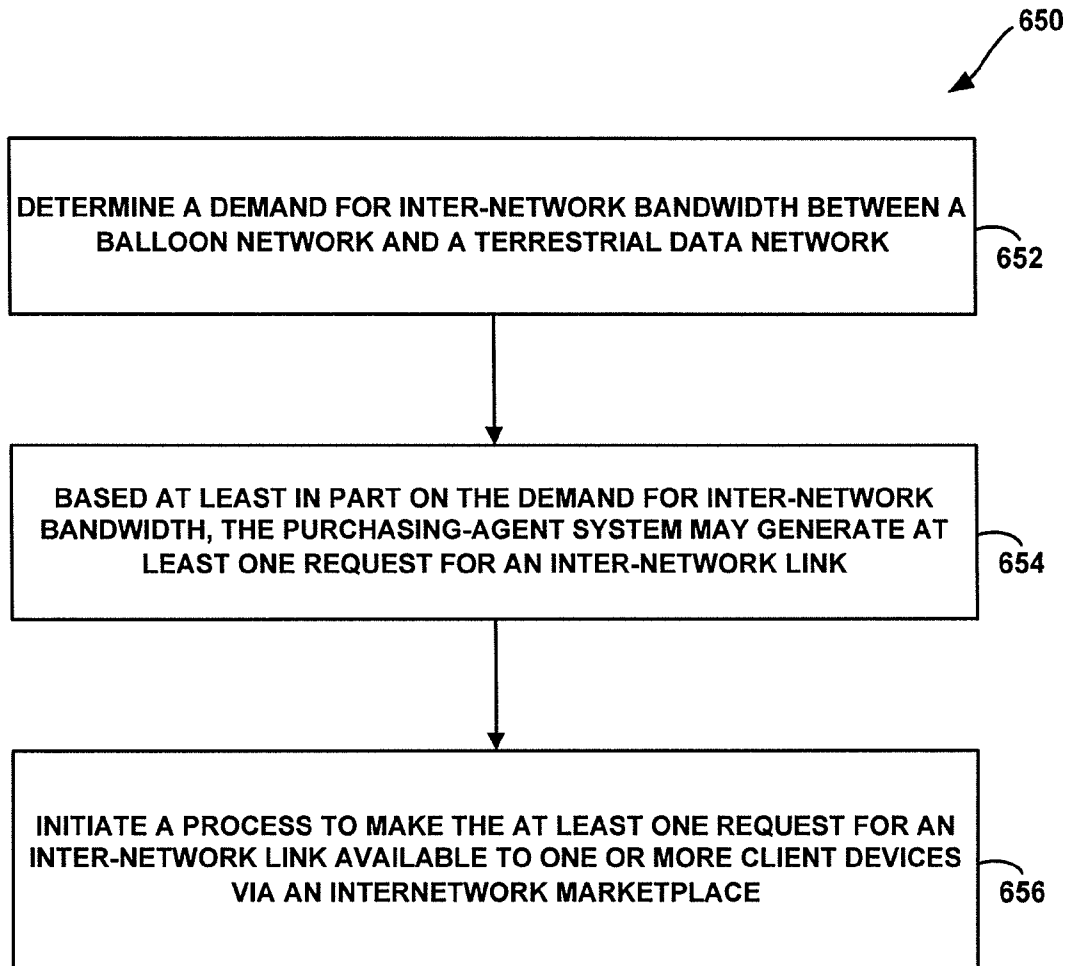 650
DETERMINE A DEMAND FOR INTER-NETWORK BANDWIDTH BETWEEN A
BALLOON NETWORK AND A TERRESTRIAL DATA NETWORK
652
BASED AT LEAST IN PART ON THE DEMAND FOR INTER-NETWORK
BANDWIDTH, THE PURCHASING-AGENT SYSTEM MAY GENERATE AT
LEAST ONE REQUEST FOR AN INTER-NETWORK LINK
654
INITIATE A PROCESS TO MAKE THE AT LEAST ONE REQUEST FOR AN
INTER-NETWORK LINK AVAILABLE TO ONE OR MORE CLIENT DEVICES
VIA AN INTERNETWORK MARKETPLACE
656